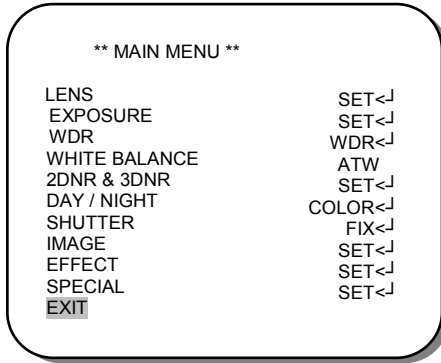 ** MAIN MENU **
LENS SET<┘
EXPOSURE SET<┘
WDR WDR<┘
WHITE BALANCE ATW
2DNR & 3DNR SET<┘
DAY / NIGHT COLOR<┘
SHUTTER FIX<┘
IMAGE SET<┘
EFFECT SET<┘
SPECIAL SET<┘
EXIT